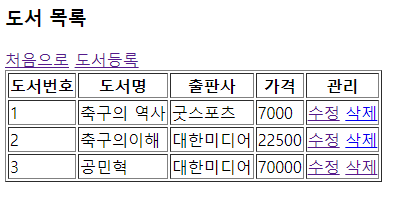 도서 목록
처음으로 도서등록
도서번호 도서명 출판사 가격 관리
1 축구의 역사 굿스포츠 7000 수정 삭제
2 축구의이해 대한미디어 22500 수정 삭제
3 공민혁 대한미디어 70000 수정 삭제